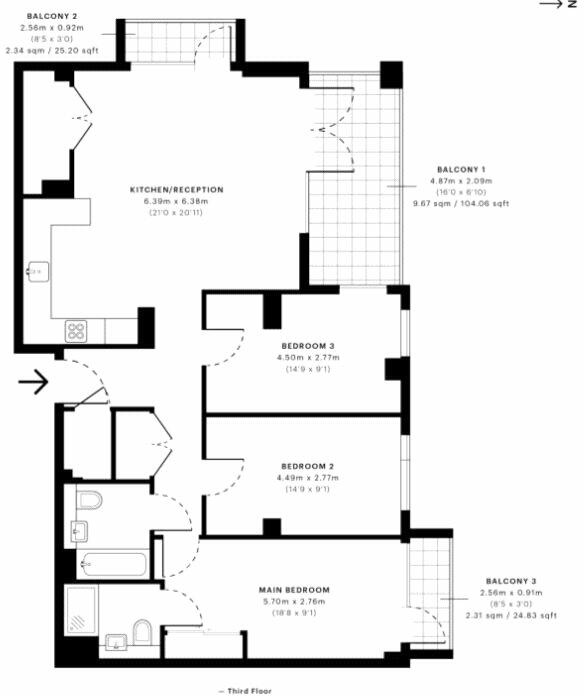 N
BALCONY 2
2.56m x 0.92m
(8'5 x 3'0)
2.34 sqm / 25.20 sqft
BALCONY 1
4.87m x 2.09m
(16'0 x 6'10)
9.67 sqm / 104.06 sqft
KITCHEN/RECEPTION
6.39m x 6.38m
(21'0 x 20'11)
BEDROOM 3
4.50m x 2.77m
(14'9 x 9'1)
BEDROOM 2
4.49m x 2.77m
(14'9 x 9'1)
MAIN BEDROOM
5.70m x 2.76m
(18'8 x 9'1)
BALCONY 3
2.56m x 0.91m
(8'5 x 3'0)
2.31 sqm / 24.83 sqft
— Third Floor